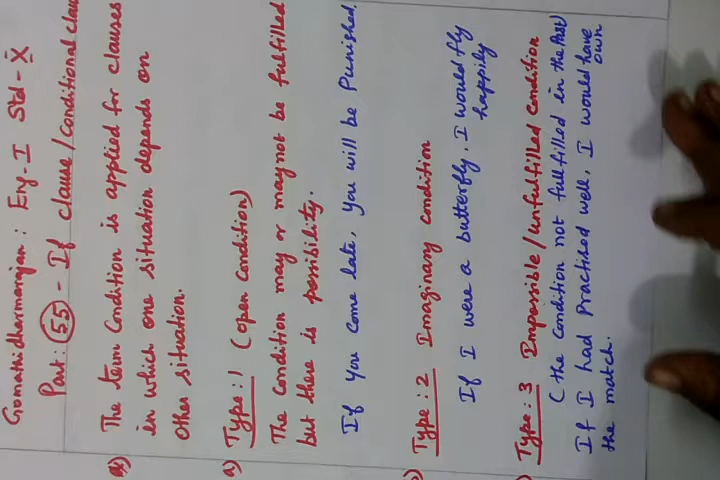 Gomathidharmarajan: Eng-I Std-X
Part: 55 - If clause/conditional clau
The term condition is applied for clauses
in which one situation depends on
other situation.
a) Type: 1 (open condition)
The condition may or may not be fulfilled
but there is possibility.
If you come late, you will be Punished.
Type: 2 Imaginary condition
If I were a butterfly, I would fly
happily
Type: 3 Impossible/unfulfilled condition
(the condition not fullfilled in the Past)
If I had Practised well, I would have own
the match.